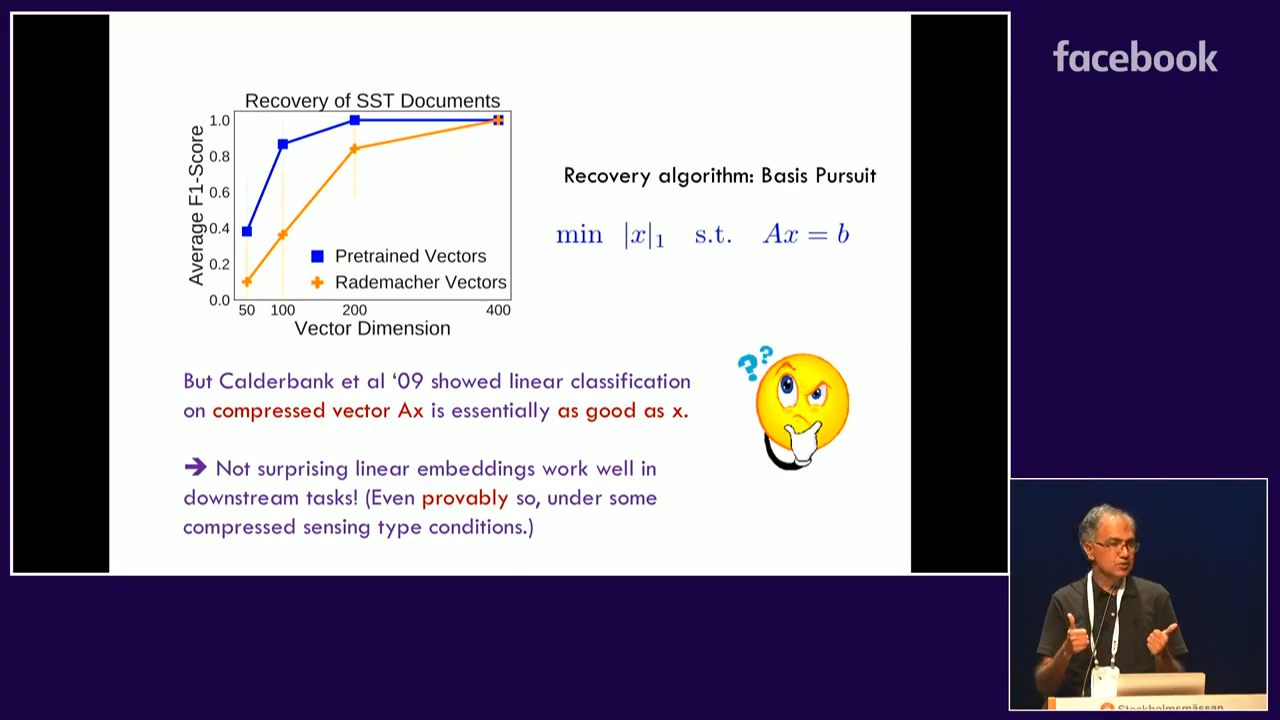 facebook
Recovery of SST Documents
Average F1-Score
1.0
0.8
0.6
0.4
0.2
0.0
50 100 200 400
Vector Dimension
Pretrained Vectors
Rademacher Vectors
Recovery algorithm: Basis Pursuit
min |x|₁ s.t. Ax = b
??
But Calderbank et al ‘09 showed linear classification
on compressed vector Ax is essentially as good as x.
➔ Not surprising linear embeddings work well in
downstream tasks! (Even provably so, under some
compressed sensing type conditions.)
Stockholmsmässan